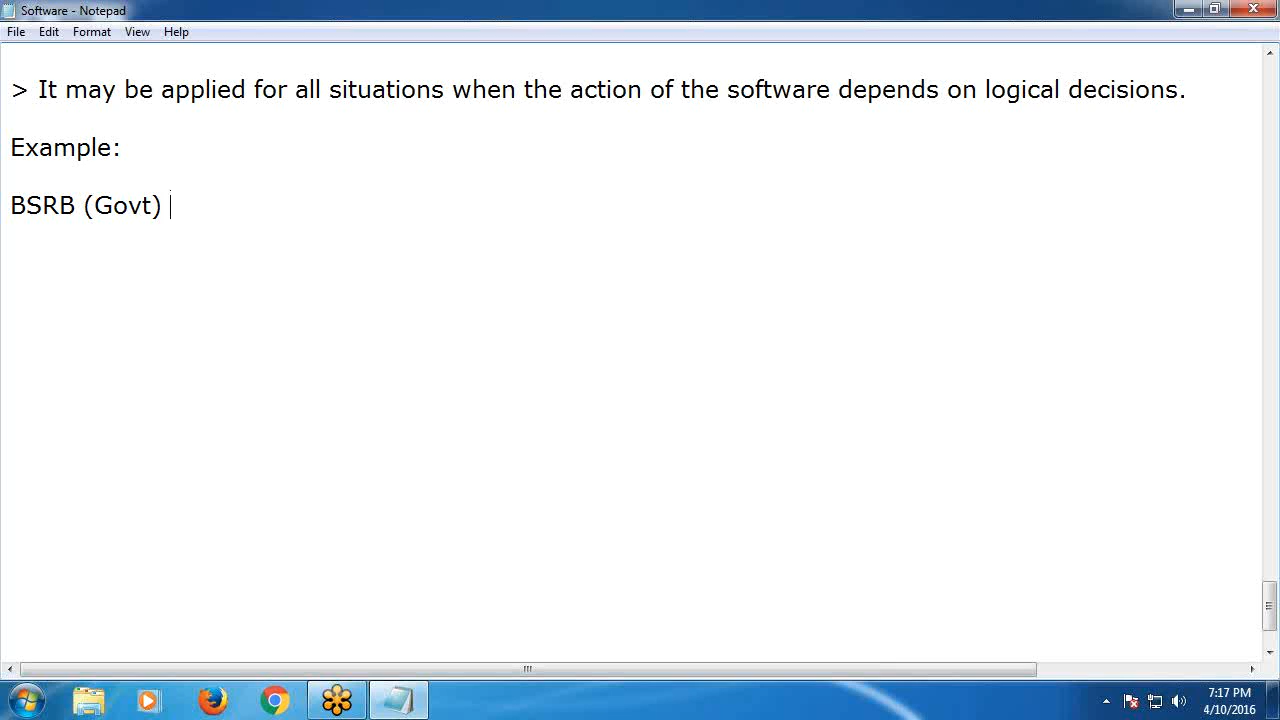 Software - Notepad
File Edit Format View Help
> It may be applied for all situations when the action of the software depends on logical decisions.
Example:
BSRB (Govt)
7:17 PM
4/10/2016